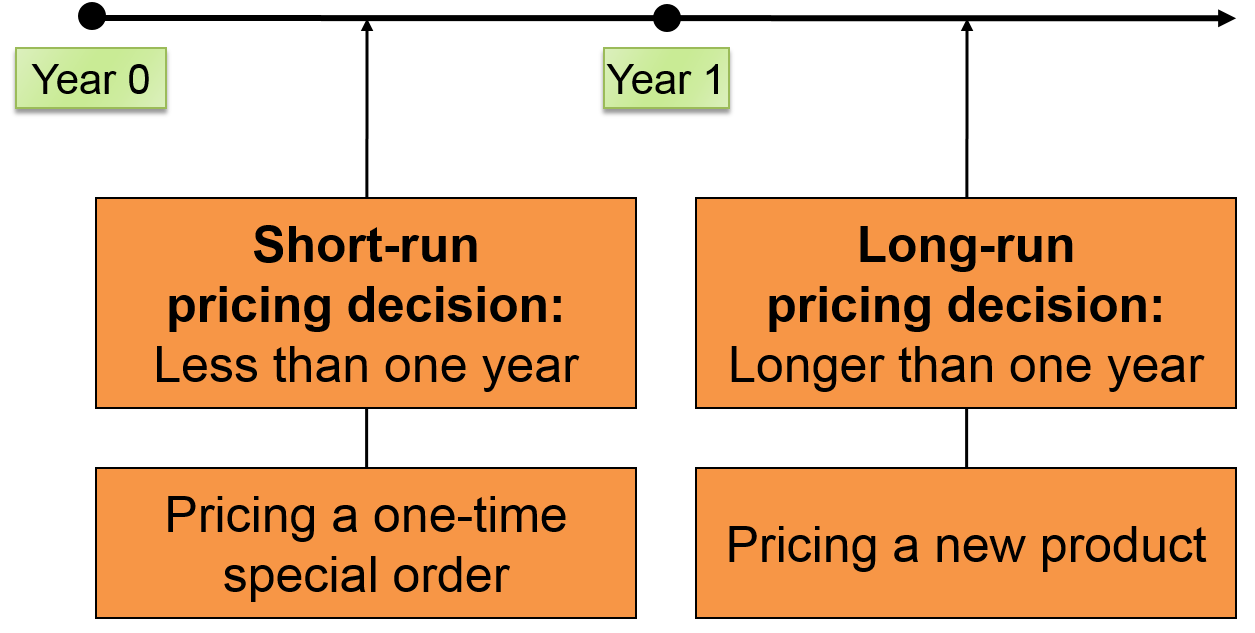 Year 0
Year 1
Short-run
pricing decision:
Less than one year
Long-run
pricing decision:
Longer than one year
Pricing a one-time
special order
Pricing a new product